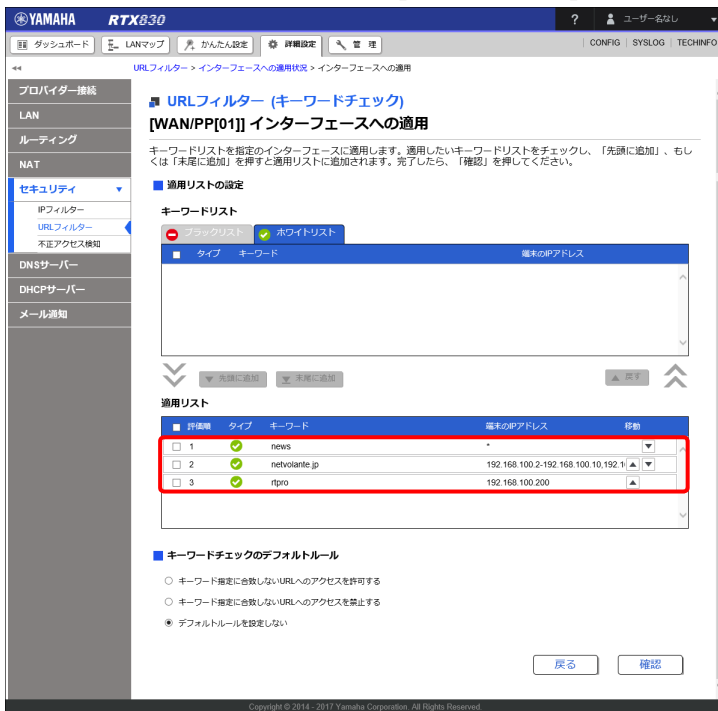 YAMAHA RTX830 ? ユーザーなし
ダッシュボード LANマップ かんたん設定 詳細設定 管 理 CONFIG SYSLOG TECHINFO
URLフィルター > インターフェースへの適用状況 > インターフェースへの適用
プロバイダー接続
LAN
ルーティング
NAT
セキュリティ
IPフィルター
URLフィルター
不正アクセス検知
DNSサーバー
DHCPサーバー
メール通知
URLフィルター (キーワードチェック)
[WAN/PP[01]] インターフェースへの適用
キーワードリストを指定のインターフェースに適用します。適用したいキーワードリストをチェックし、「先頭に追加」、もし
くは「末尾に追加」を押すと適用リストに追加されます。完了したら、「確認」を押してください。
適用リストの設定
キーワードリスト
ブラックリスト ホワイトリスト
タイプ キーワード 端末のIPアドレス
先頭に追加 末尾に追加 戻す
適用リスト
評価順 タイプ キーワード 端末のIPアドレス 移動
1 news *
2 netvolante.jp 192.168.100.2-192.168.100.10,192.1
3 rtpro 192.168.100.200
キーワードチェックのデフォルトルール
キーワード指定に合致しないURLへのアクセスを許可する
キーワード指定に合致しないURLへのアクセスを禁止する
デフォルトルールを設定しない
戻る 確認
Copyright © 2014 - 2017 Yamaha Corporation. All Rights Reserved.